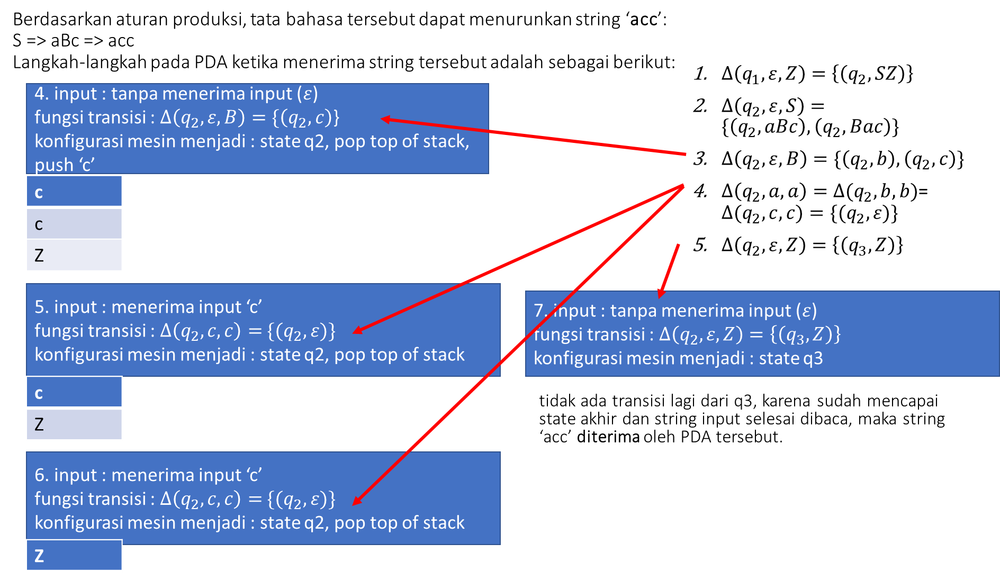 Berdasarkan aturan produksi, tata bahasa tersebut dapat menurunkan string ‘acc’:
S => aBc => acc
Langkah-langkah pada PDA ketika menerima string tersebut adalah sebagai berikut:
4. input : tanpa menerima input (ε)
fungsi transisi : Δ(q₂, ε, B) = {(q₂, c)}
konfigurasi mesin menjadi : state q2, pop top of stack,
push ‘c’
c
c
Z
5. input : menerima input ‘c’
fungsi transisi : Δ(q₂, c, c) = {(q₂, ε)}
konfigurasi mesin menjadi : state q2, pop top of stack
c
Z
6. input : menerima input ‘c’
fungsi transisi : Δ(q₂, c, c) = {(q₂, ε)}
konfigurasi mesin menjadi : state q2, pop top of stack
Z
1. Δ(q₁, ε, Z) = {(q₂, SZ)}
2. Δ(q₂, ε, S) =
{(q₂, aBc), (q₂, Bac)}
3. Δ(q₂, ε, B) = {(q₂, b), (q₂, c)}
4. Δ(q₂, a, a) = Δ(q₂, b, b)=
Δ(q₂, c, c) = {(q₂, ε)}
5. Δ(q₂, ε, Z) = {(q₃, Z)}
7. input : tanpa menerima input (ε)
fungsi transisi : Δ(q₂, ε, Z) = {(q₃, Z)}
konfigurasi mesin menjadi : state q3
tidak ada transisi lagi dari q3, karena sudah mencapai
state akhir dan string input selesai dibaca, maka string
‘acc’ diterima oleh PDA tersebut.